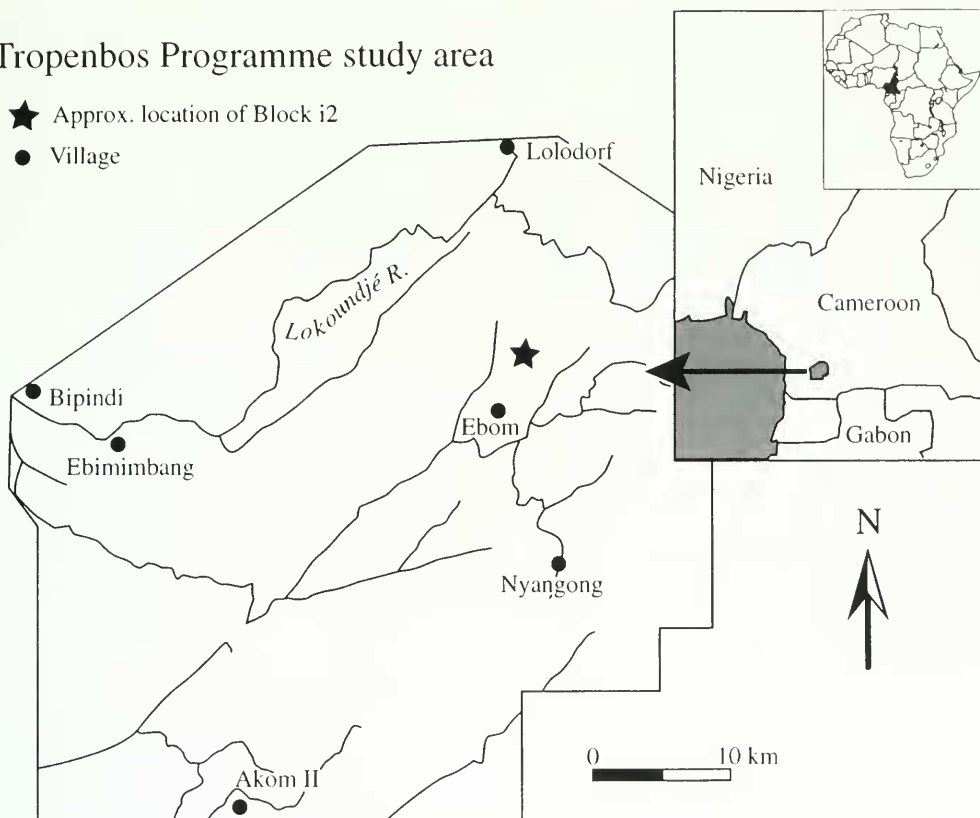 Tropenbos Programme study area
Approx. location of Block i2
Village
Lolodorf
Nigeria
Lokoundjé R.
Cameroon
Bipindi
Ebom
Gabon
Ebimimbang
N
Nyangong
0 10 km
Akom II